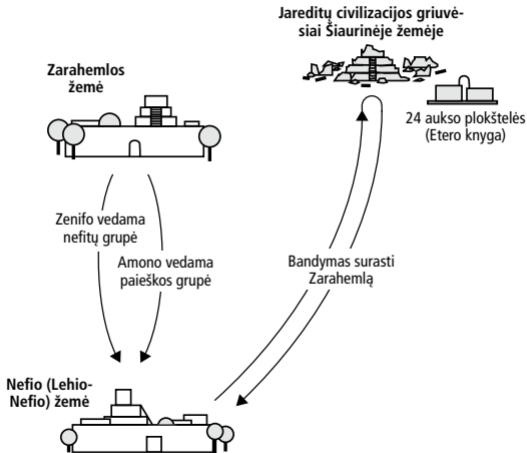 Jareditų civilizacijos griuvė-
siai Šiaurinėje žemėje
Zarahemlos
žemė
24 aukso plokštelės
(Etero knyga)
Zenifo vedama
nefitų grupė
Amono vedama
paieškos grupė
Bandymas surasti
Zarahemlą
Nefio (Lehio-
Nefio) žemė